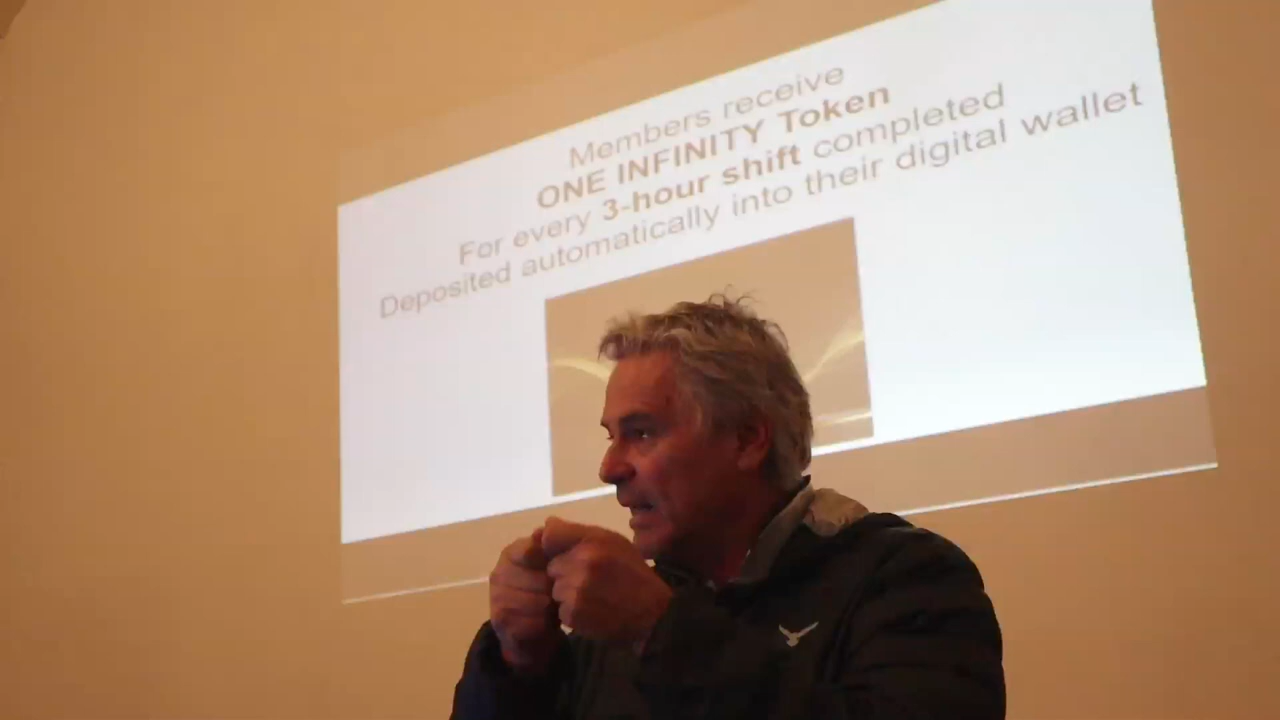 Members receive
ONE INFINITY Token
For every 3-hour shift completed
Deposited automatically into their digital wallet